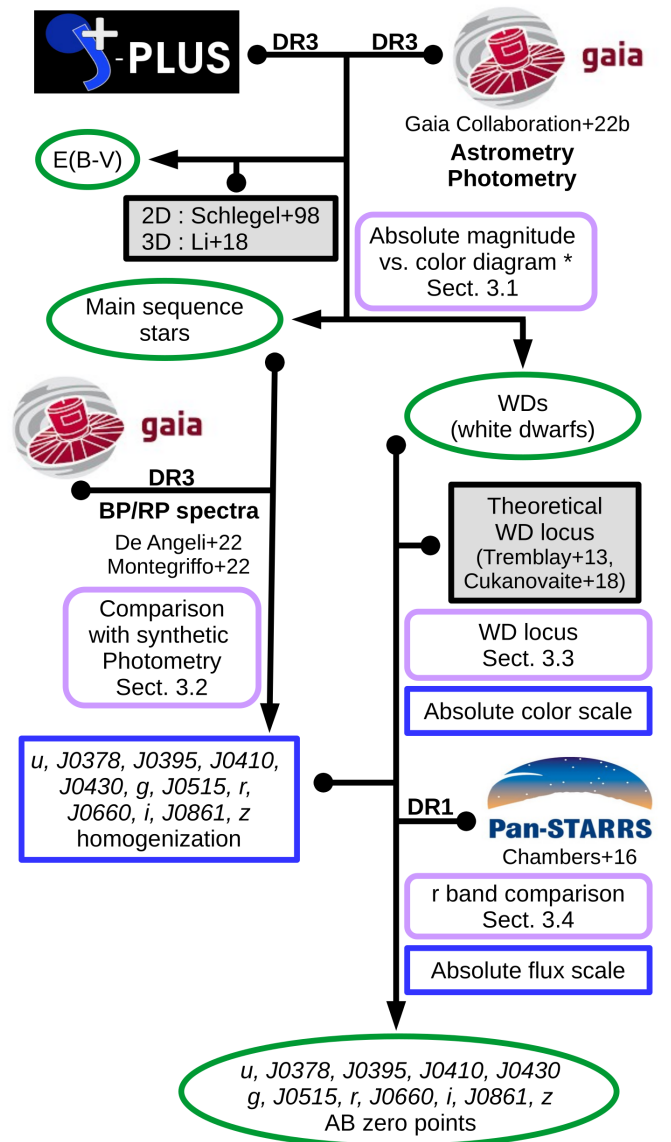 J-PLUS
DR3
DR3
gaia
Gaia Collaboration+22b
Astrometry
Photometry
E(B-V)
2D : Schlegel+98
3D : Li+18
Absolute magnitude
vs. color diagram *
Sect. 3.1
Main sequence
stars
WDs
(white dwarfs)
gaia
DR3
BP/RP spectra
De Angeli+22
Montegriffo+22
Theoretical
WD locus
(Tremblay+13,
Cukanovaite+18)
Comparison
with synthetic
Photometry
Sect. 3.2
WD locus
Sect. 3.3
Absolute color scale
u, J0378, J0395, J0410,
J0430, g, J0515, r,
J0660, i, J0861, z
homogenization
DR1
Pan-STARRS
Chambers+16
r band comparison
Sect. 3.4
Absolute flux scale
u, J0378, J0395, J0410, J0430
g, J0515, r, J0660, i, J0861, z
AB zero points